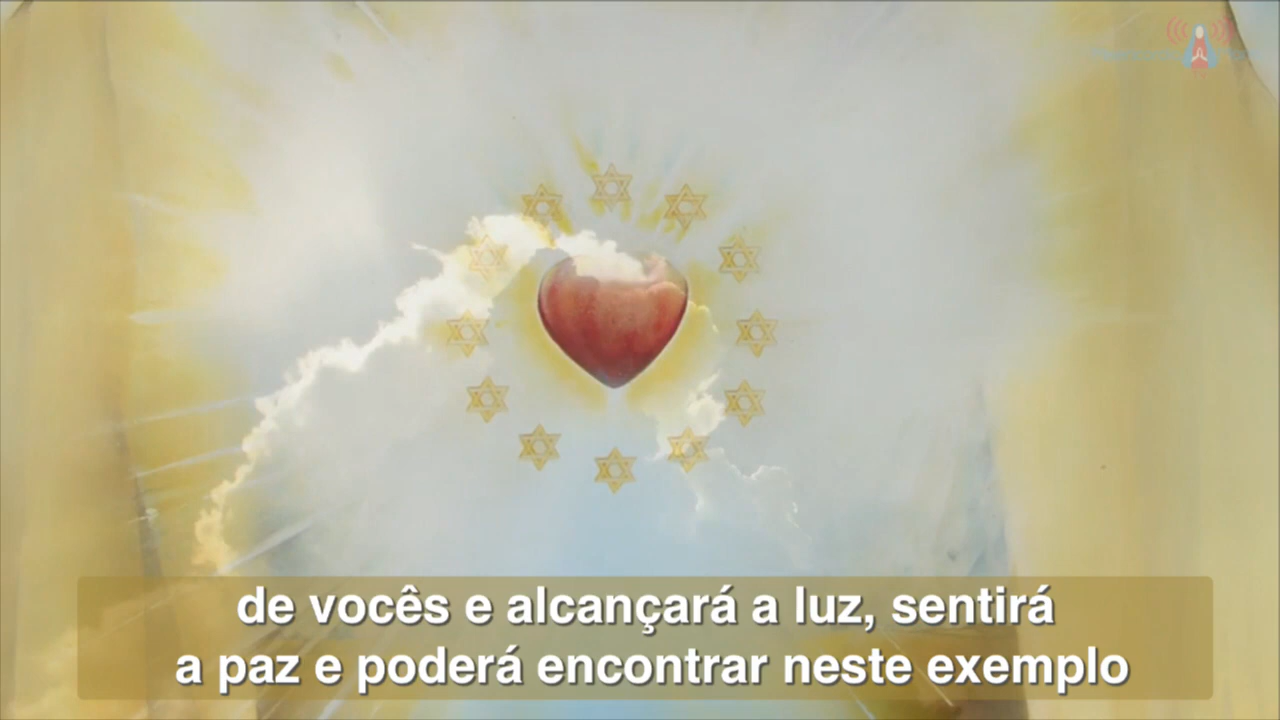 de vocês e alcançará a luz, sentirá
a paz e poderá encontrar neste exemplo